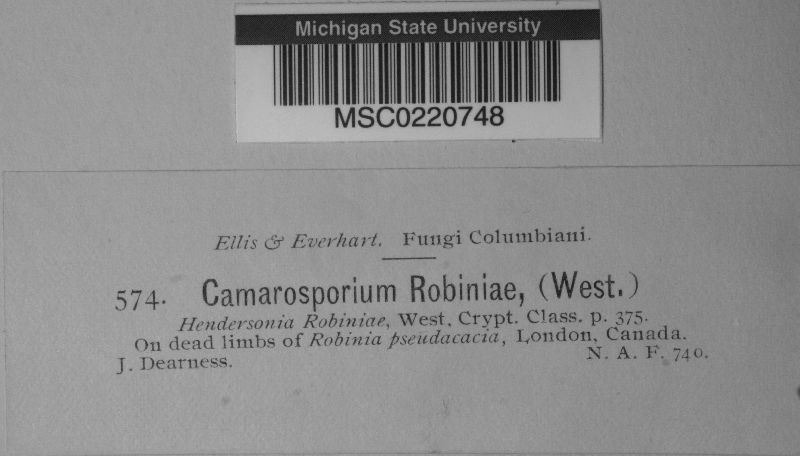 Michigan State University
MSC0220748
Ellis & Everhart. Fungi Columbiani.
574. Camarosporium Robiniae, (West.)
Hendersonia Robiniae, West, Crypt. Class. p. 375.
On dead limbs of Robinia pseudacacia, London, Canada.
J. Dearness. N. A. F. 740.